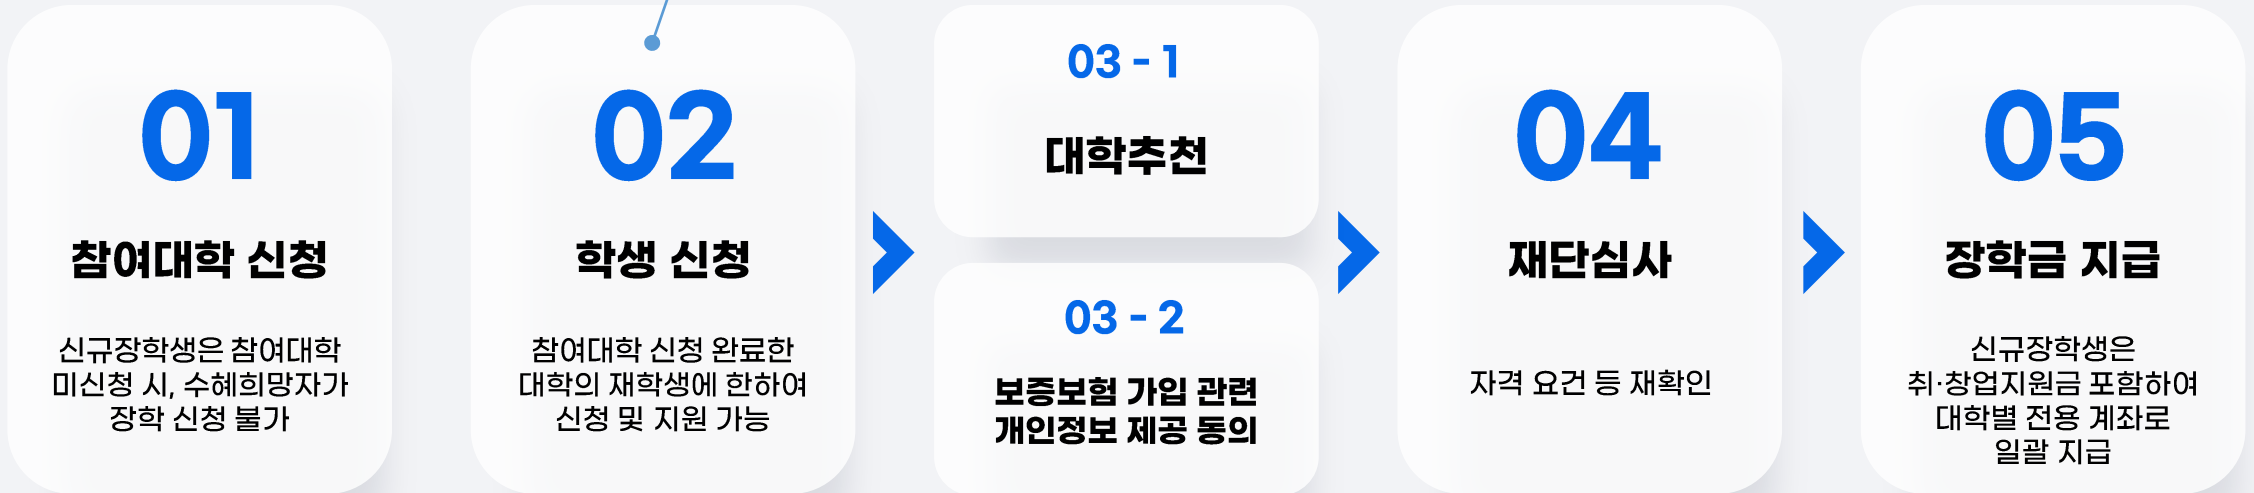 01
참여대학 신청
신규장학생은 참여대학
미신청 시, 수혜희망자가
장학 신청 불가
02
학생 신청
참여대학 신청 완료한
대학의 재학생에 한하여
신청 및 지원 가능
03 - 1
대학추천
03 - 2
보증보험 가입 관련
개인정보 제공 동의
04
재단심사
자격 요건 등 재확인
05
장학금 지급
신규장학생은
취·창업지원금 포함하여
대학별 전용 계좌로
일괄 지급